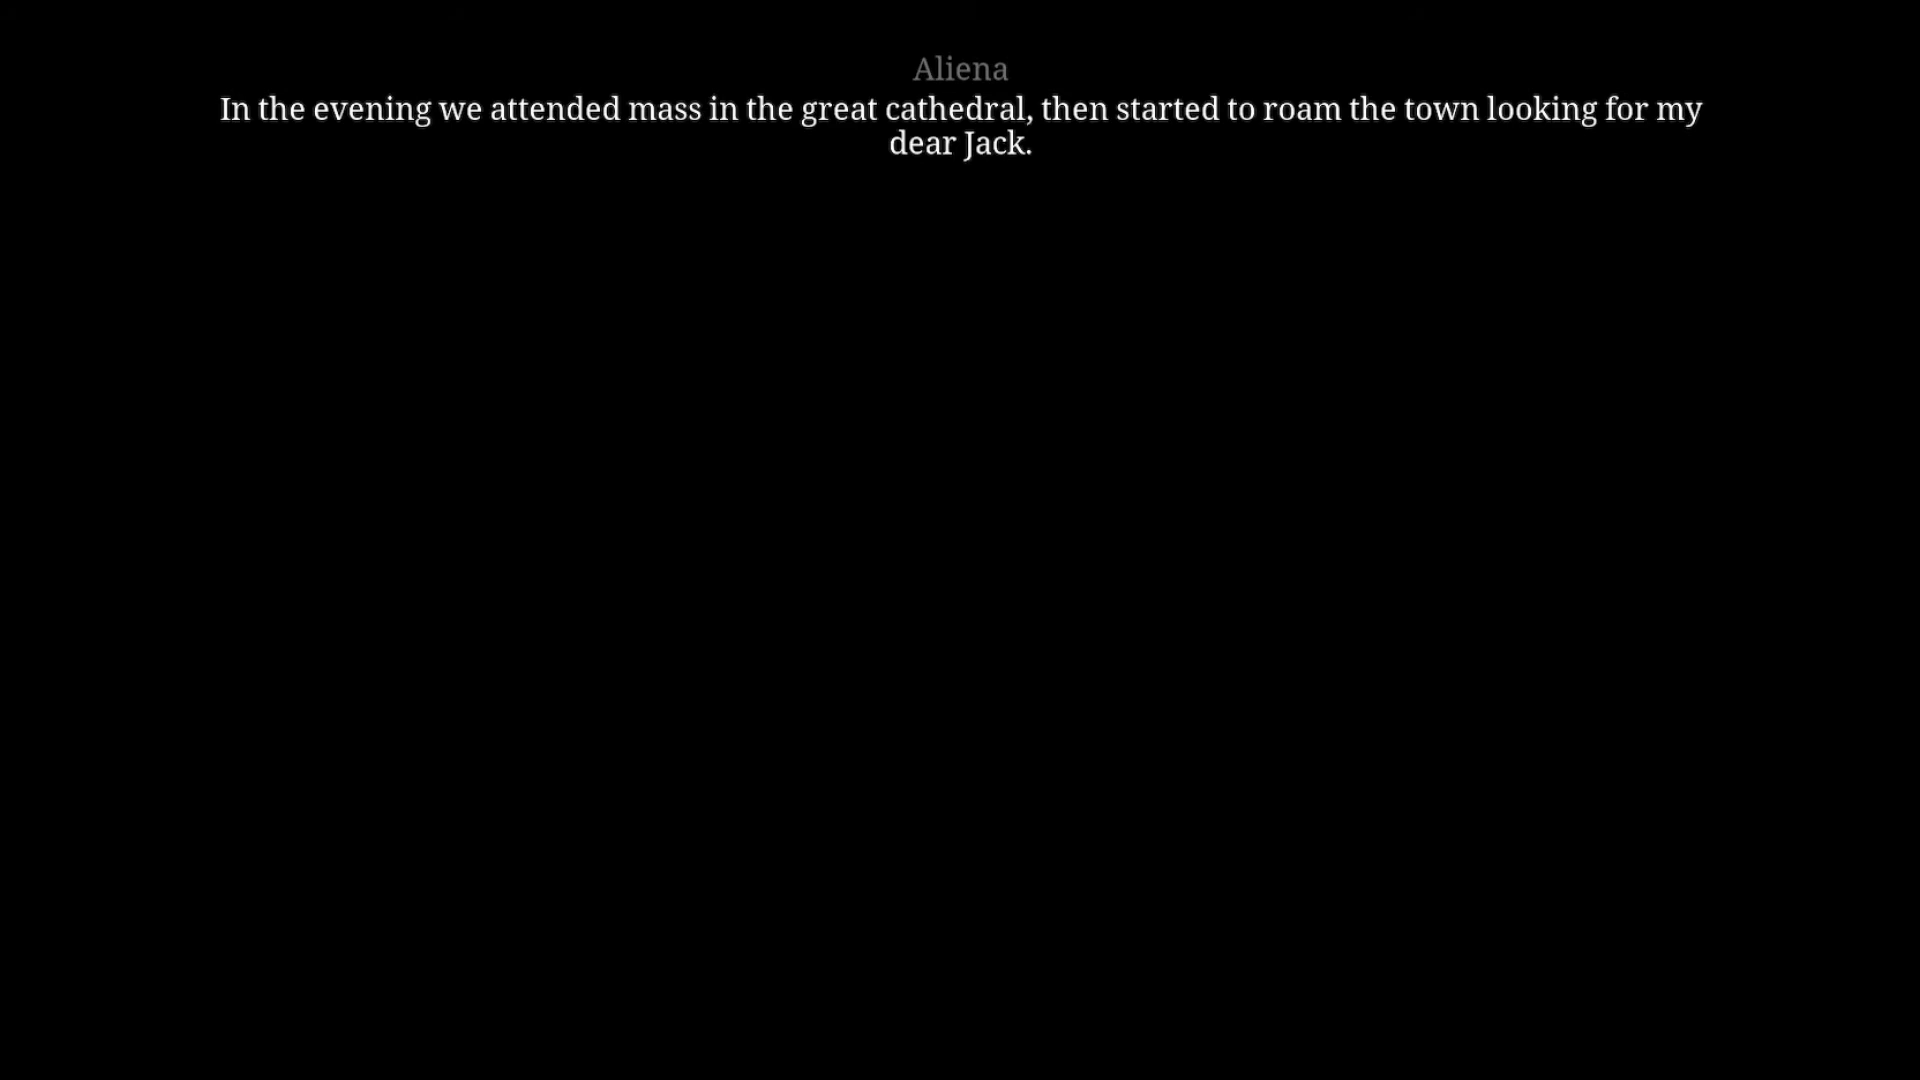 Aliena
In the evening we attended mass in the great cathedral, then started to roam the town looking for my
dear Jack.